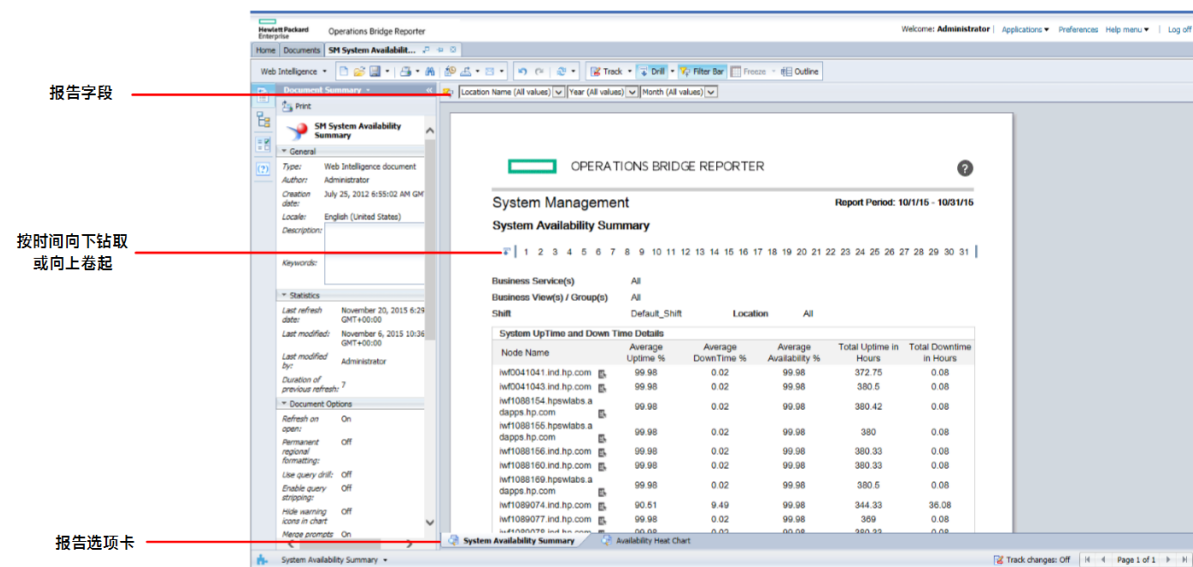 Hewlett Packard
Enterprise
Operations Bridge Reporter
Welcome: Administrator | Applications Preferences Help menu | Log off
Home Documents SM System Availabilit...
Web Intelligence Track Drill Filter Bar Freeze Outline
报告字段
Document Summary
Location Name (All values) Year (All values) Month (All values)
Print
SM System Availability
Summary
General
Type: Web Intelligence document
Author: Administrator
Creation date: July 25, 2012 6:55:02 AM GM
Locale: English (United States)
Description:
Keywords:
按时间向下钻取
或向上卷起
Statistics
Last refresh date: November 20, 2015 6:29 GMT+00:00
Last modified: November 6, 2015 10:36 GMT+00:00
Last modified by: Administrator
Duration of previous refresh: 7
Document Options
Refresh on open: On
Permanent regional formatting: Off
Use query drill: Off
Enable query stripping: Off
Hide warning icons in chart Off
Merge prompts On
OPERATIONS BRIDGE REPORTER
?
System Management
Report Period: 10/1/15 - 10/31/15
System Availability Summary
1 2 3 4 5 6 7 8 9 10 11 12 13 14 15 16 17 18 19 20 21 22 23 24 25 26 27 28 29 30 31
Business Service(s) All
Business View(s) / Group(s) All
Shift Default_Shift Location All
System UpTime and Down Time Details
Node Name Average Uptime % Average DownTime % Average Availability % Total Uptime in Hours Total Downtime in Hours
iwf0041041.ind.hp.com 99.98 0.02 99.98 372.75 0.08
iwf0041043.ind.hp.com 99.98 0.02 99.98 380.5 0.08
iwf1088154.hpswlabs.adapps.hp.com 99.98 0.02 99.98 380.42 0.08
iwf1088155.hpswlabs.adapps.hp.com 99.98 0.02 99.98 380 0.08
iwf1088156.ind.hp.com 99.98 0.02 99.98 380.33 0.08
iwf1088160.ind.hp.com 99.98 0.02 99.98 380.33 0.08
iwf1088169.hpswlabs.adapps.hp.com 99.98 0.02 99.98 380.5 0.08
iwf1089074.ind.hp.com 90.51 9.49 99.98 344.33 36.08
iwf1089077.ind.hp.com 99.98 0.02 99.98 369 0.08
iwf1089078.ind.hp.com 99.98 0.02 99.98 380.33 0.08
报告选项卡
System Availability Summary Availability Heat Chart
System Availability Summary
Track changes: Off Page 1 of 1